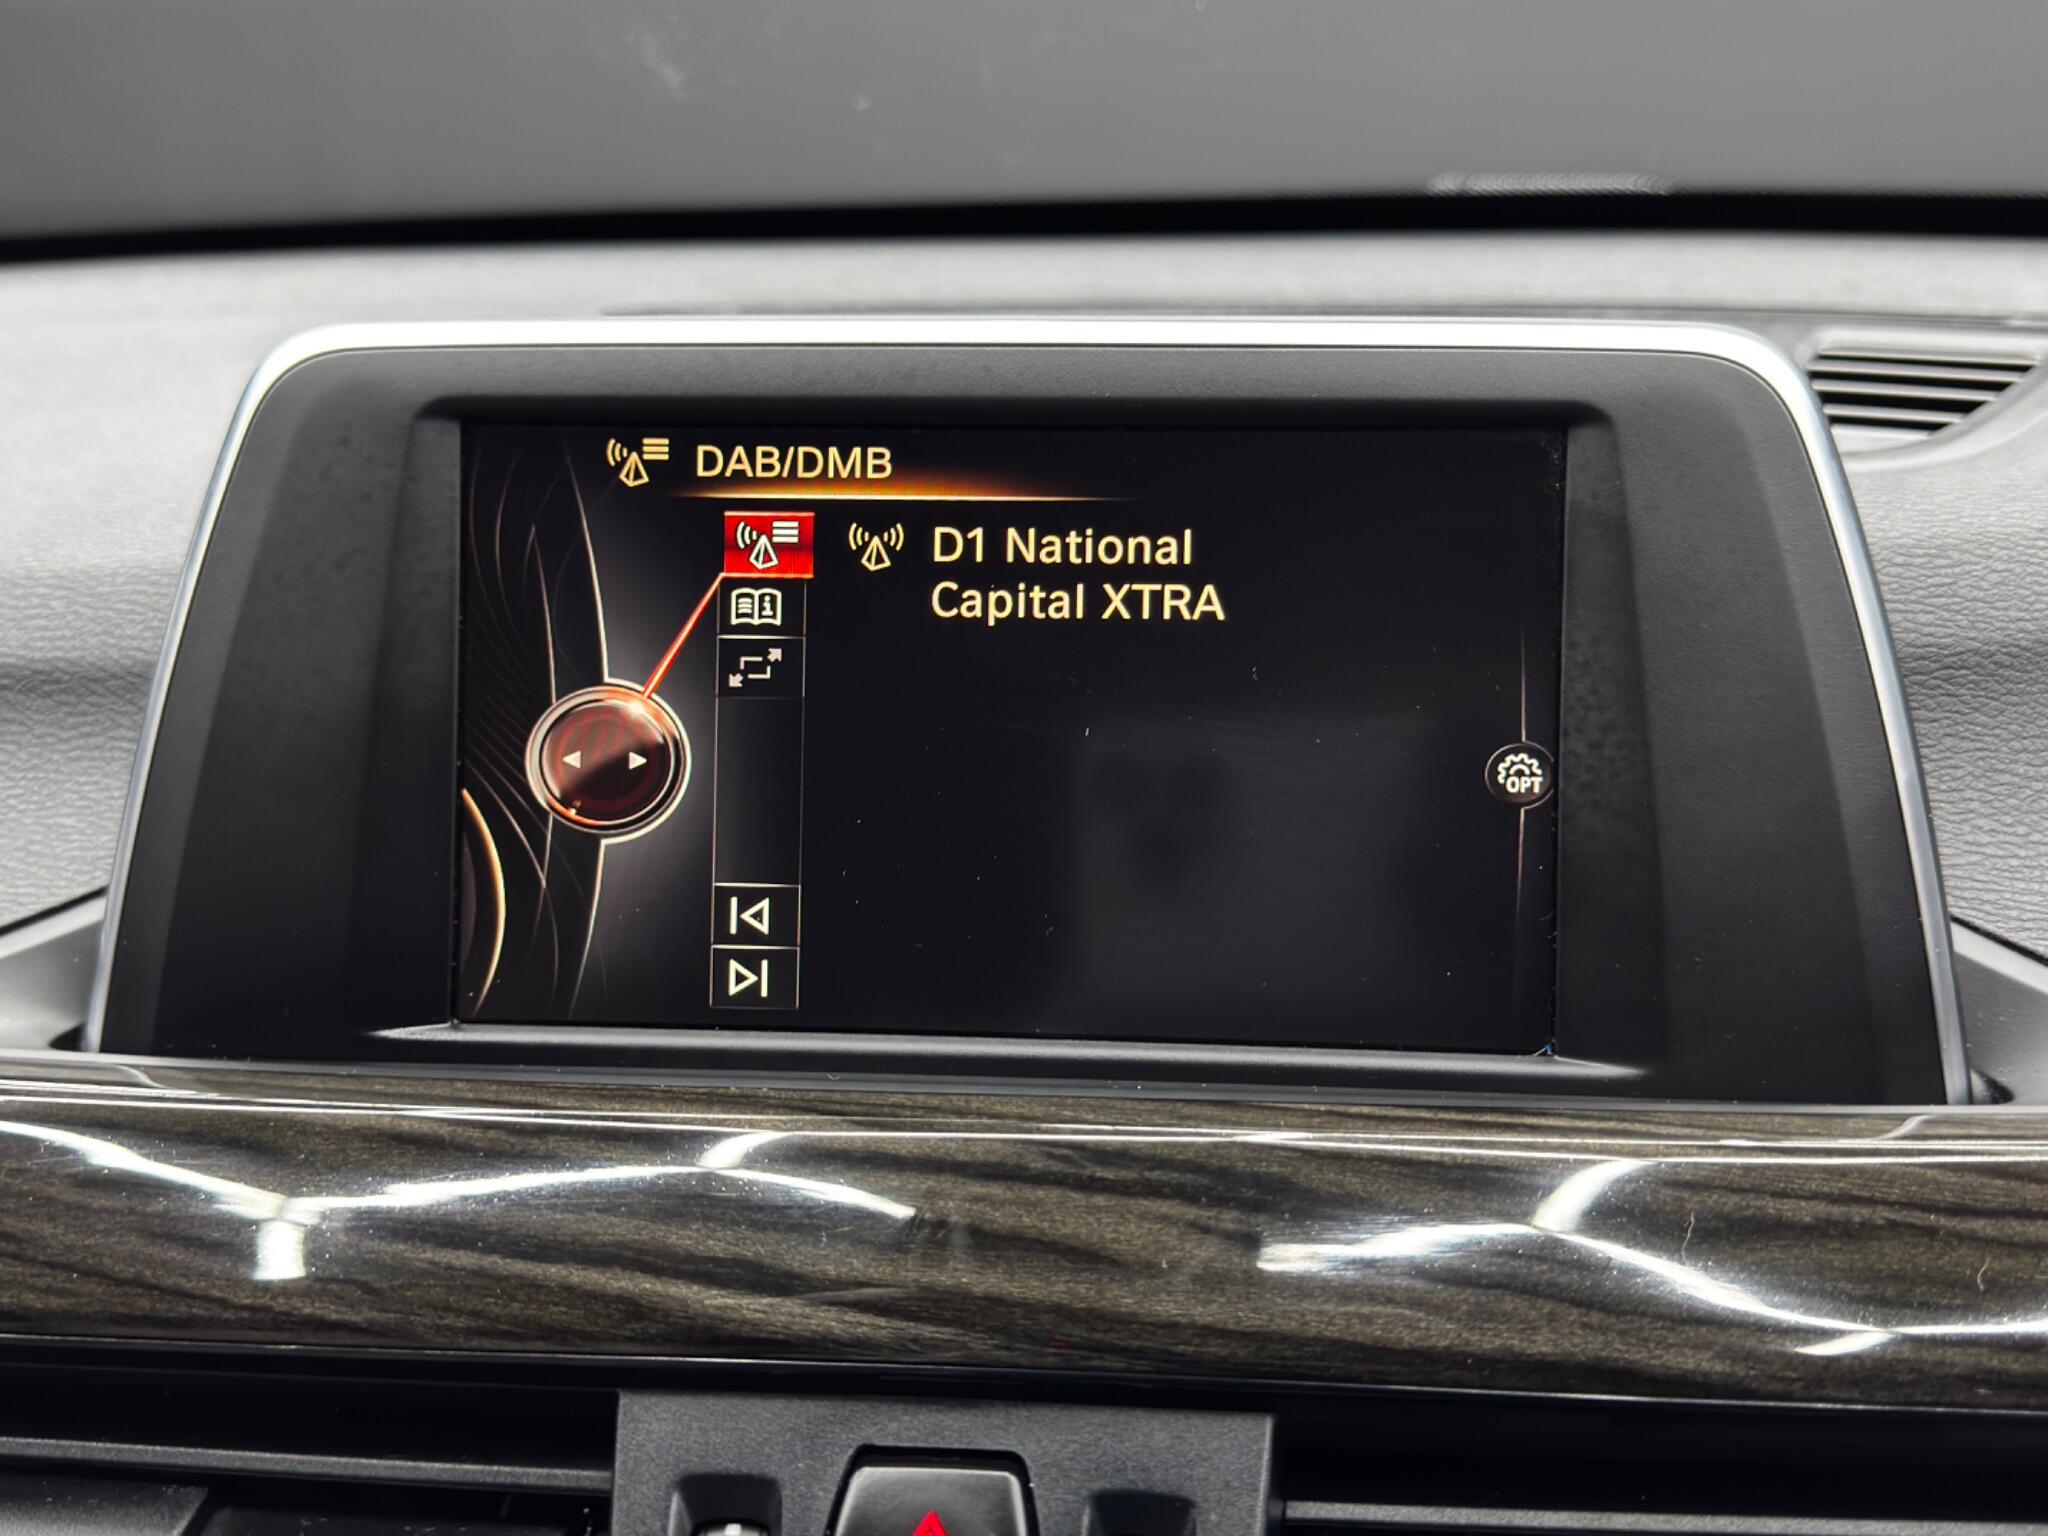 DAB/DMB
D1 National
Capital XTRA
OPT